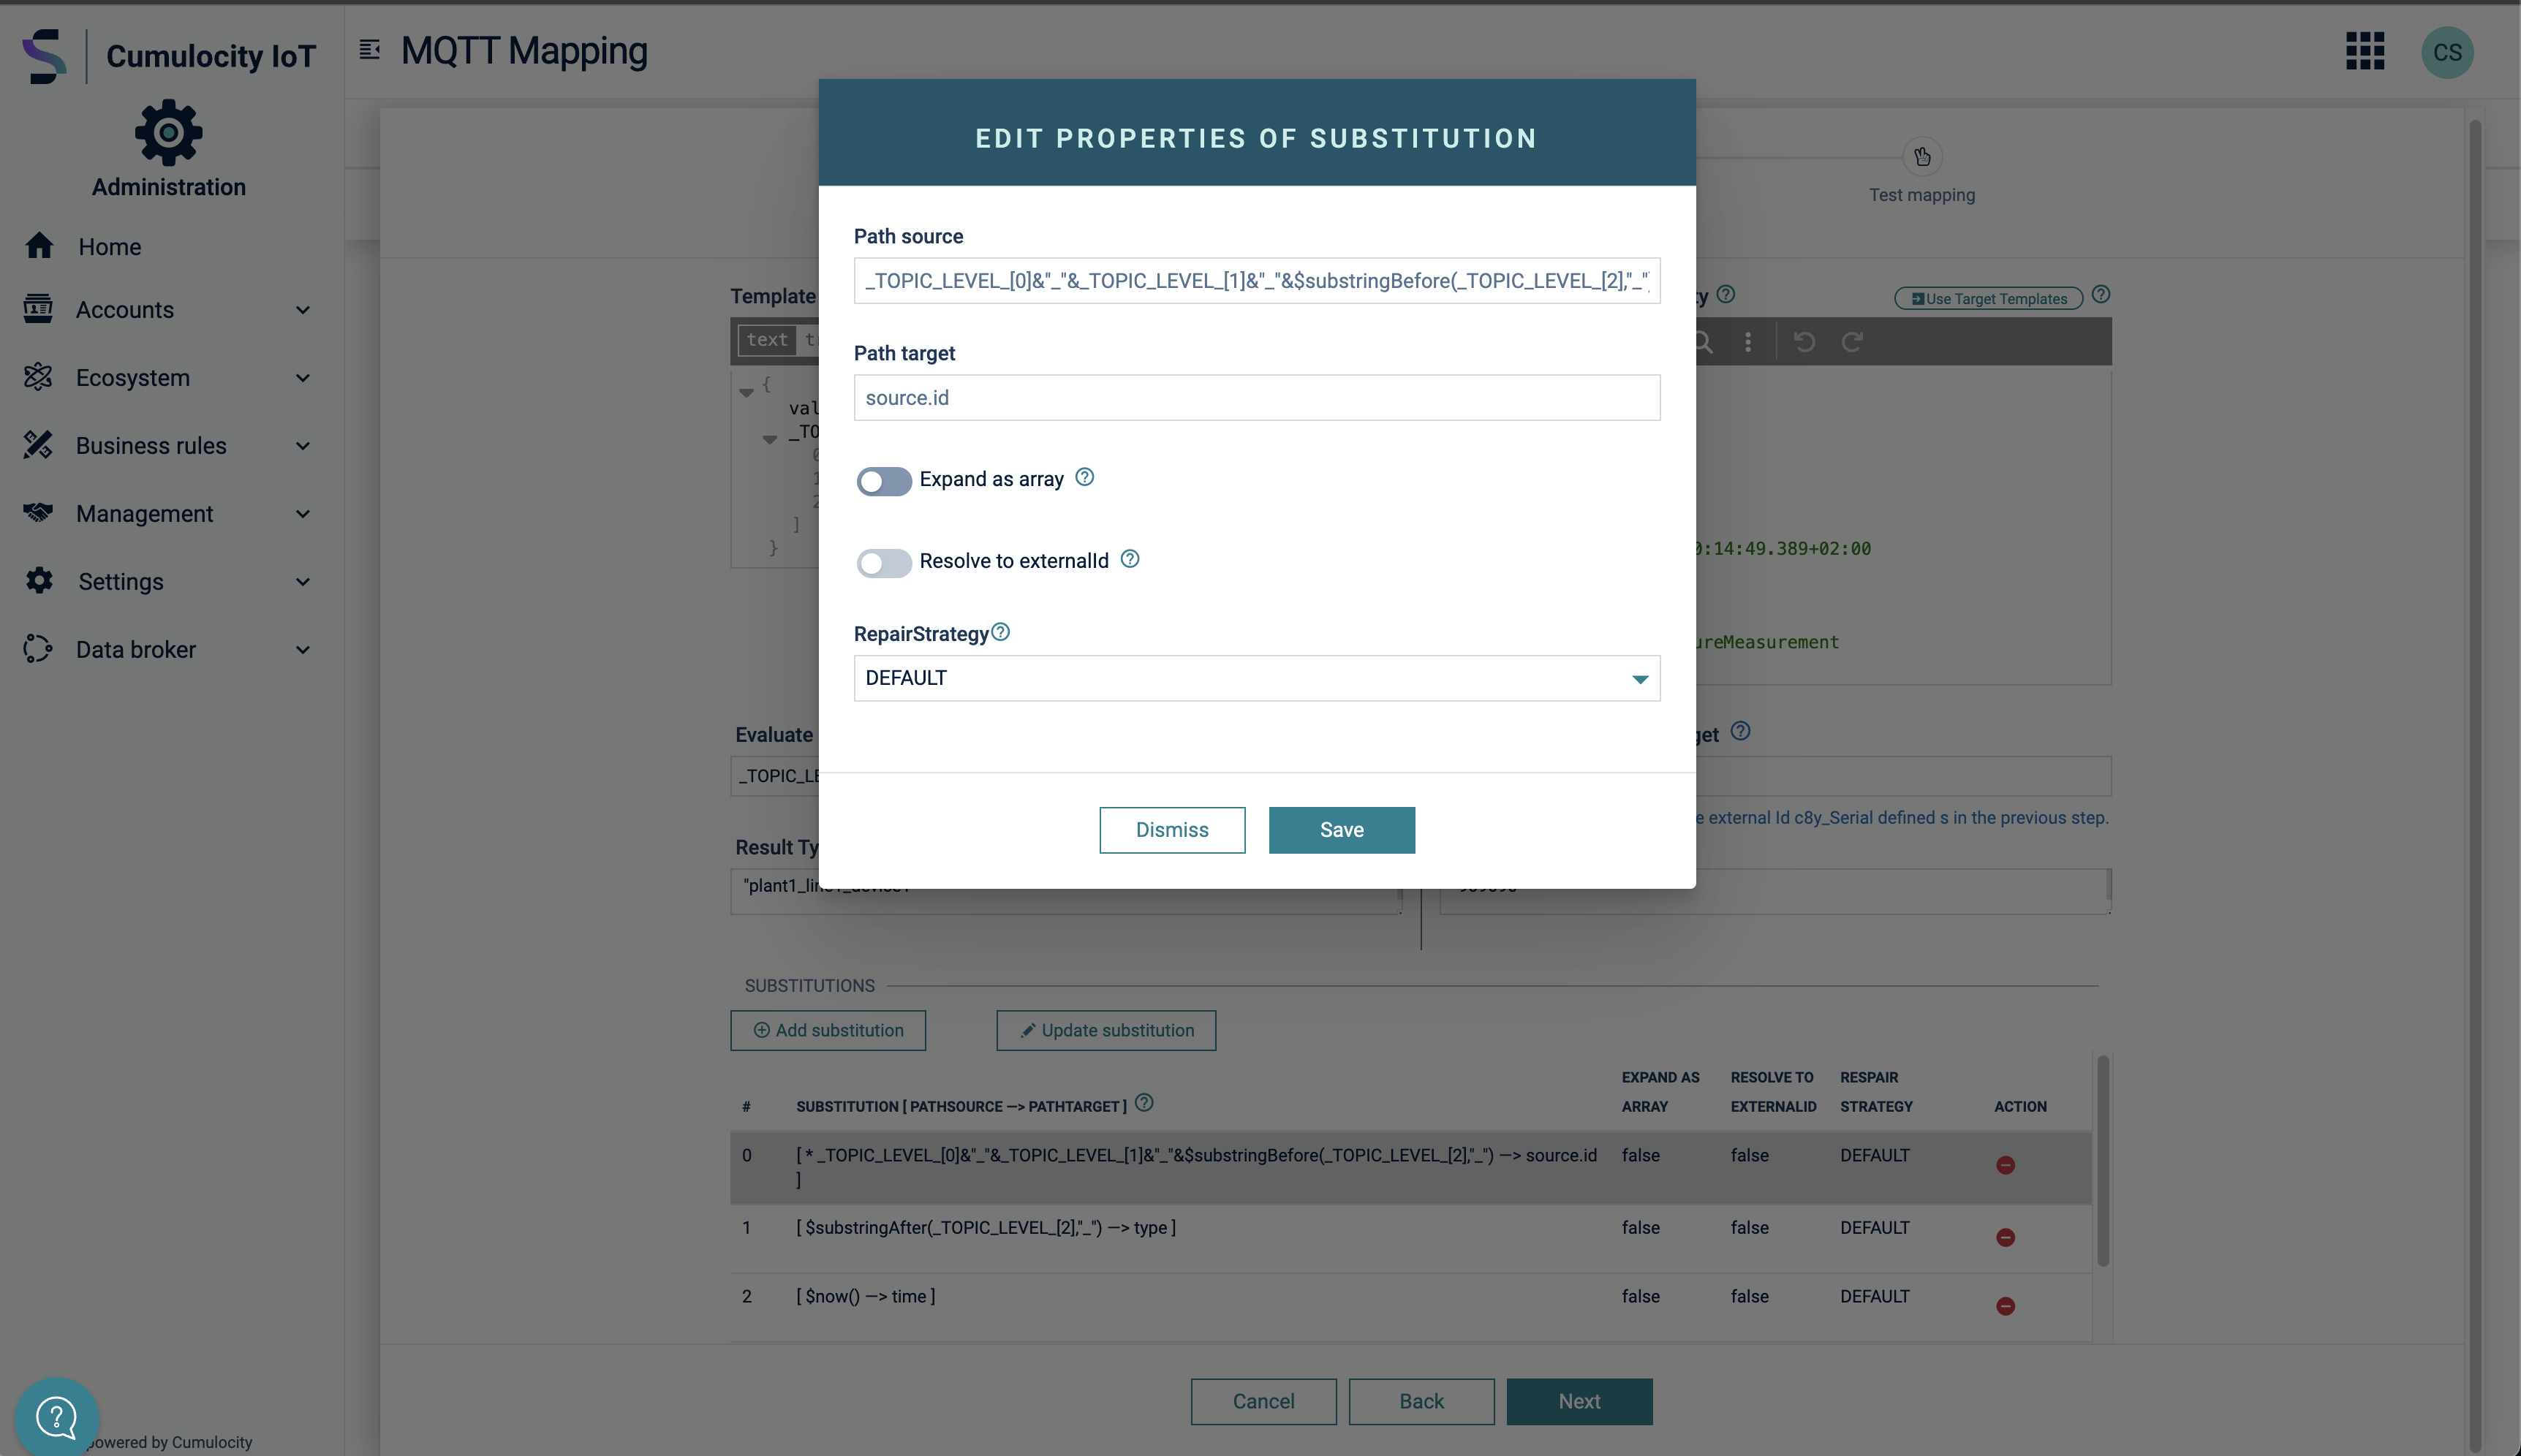 Cumulocity IoT
MQTT Mapping
CS
Administration
Home
Accounts
Ecosystem
Business rules
Management
Settings
Data broker
powered by Cumulocity
Test mapping
EDIT PROPERTIES OF SUBSTITUTION
Path source
_TOPIC_LEVEL_[0]&"_"&_TOPIC_LEVEL_[1]&"_"&$substringBefore(_TOPIC_LEVEL_[2],"_"
Path target
source.id
Expand as array
Resolve to externalId
RepairStrategy
DEFAULT
Dismiss
Save
Template
Use Target Templates
text
{
val
_TO
]
}
0:14:49.389+02:00
ureMeasurement
Evaluate
get
_TOPIC_LE
e external Id c8y_Serial defined s in the previous step.
Result Ty
"plant1_line1_device1"
SUBSTITUTIONS
Add substitution
Update substitution
# SUBSTITUTION [ PATHSOURCE —> PATHTARGET ] EXPAND AS ARRAY RESOLVE TO EXTERNALID RESPAIR STRATEGY ACTION
0 [ * _TOPIC_LEVEL_[0]&"_"&_TOPIC_LEVEL_[1]&"_"&$substringBefore(_TOPIC_LEVEL_[2],"_") —> source.id ] false false DEFAULT
1 [ $substringAfter(_TOPIC_LEVEL_[2],"_") —> type ] false false DEFAULT
2 [ $now() —> time ] false false DEFAULT
Cancel
Back
Next